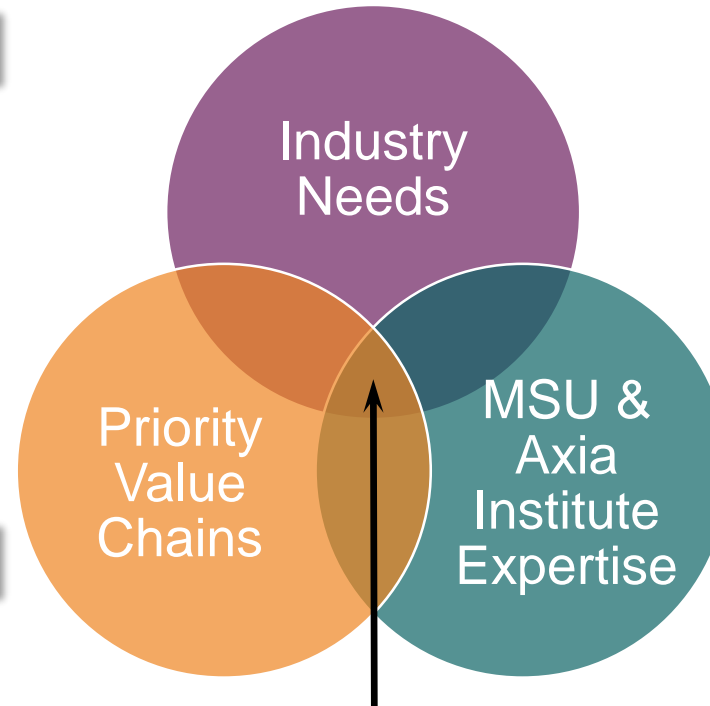 Industry
Needs
Priority
Value
Chains
MSU &
Axia
Institute
Expertise